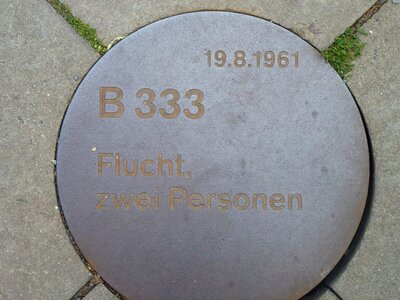 19.8.1961
B 333
Flucht,
zwei Personen